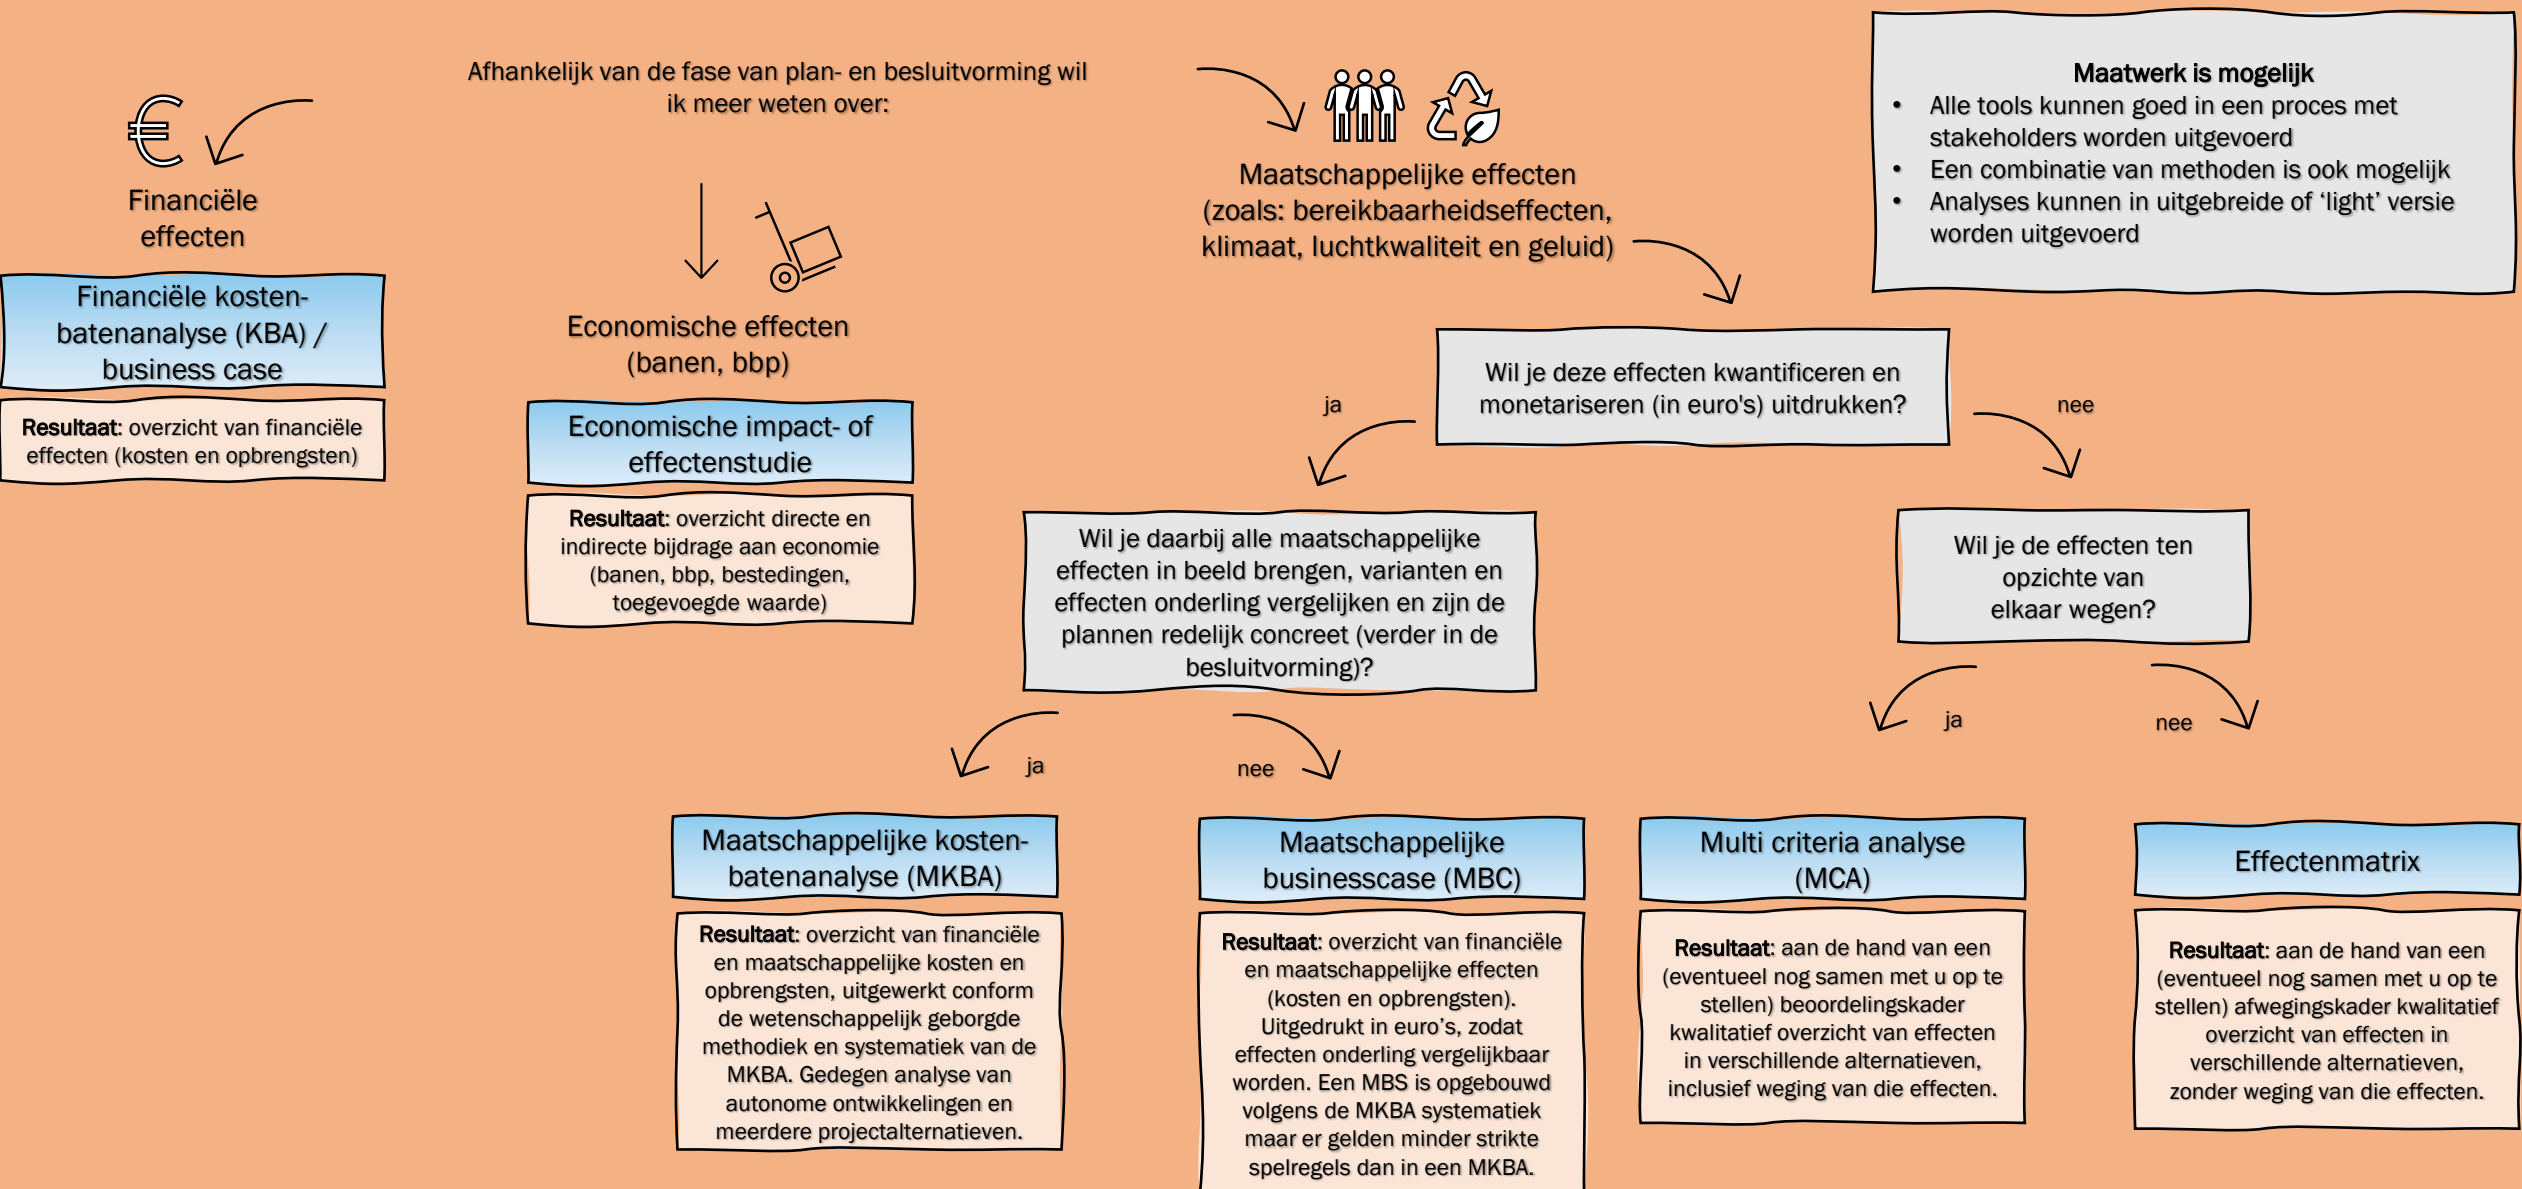 Afhankelijk van de fase van plan- en besluitvorming wil
ik meer weten over:
Financiële
effecten
Financiële kosten-
batenanalyse (KBA) /
business case
Resultaat: overzicht van financiële
effecten (kosten en opbrengsten)
Economische effecten
(banen, bbp)
Economische impact- of
effectenstudie
Resultaat: overzicht directe en
indirecte bijdrage aan economie
(banen, bbp, bestedingen,
toegevoegde waarde)
Maatschappelijke effecten
(zoals: bereikbaarheidseffecten,
klimaat, luchtkwaliteit en geluid)
Maatwerk is mogelijk
• Alle tools kunnen goed in een proces met
stakeholders worden uitgevoerd
• Een combinatie van methoden is ook mogelijk
• Analyses kunnen in uitgebreide of ‘light’ versie
worden uitgevoerd
Wil je deze effecten kwantificeren en
monetariseren (in euro's) uitdrukken?
ja
nee
Wil je daarbij alle maatschappelijke
effecten in beeld brengen, varianten en
effecten onderling vergelijken en zijn de
plannen redelijk concreet (verder in de
besluitvorming)?
Wil je de effecten ten
opzichte van
elkaar wegen?
ja
nee
ja
nee
Maatschappelijke kosten-
batenanalyse (MKBA)
Resultaat: overzicht van financiële
en maatschappelijke kosten en
opbrengsten, uitgewerkt conform
de wetenschappelijk geborgde
methodiek en systematiek van de
MKBA. Gedegen analyse van
autonome ontwikkelingen en
meerdere projectalternatieven.
Maatschappelijke
businesscase (MBC)
Resultaat: overzicht van financiële
en maatschappelijke effecten
(kosten en opbrengsten).
Uitgedrukt in euro’s, zodat
effecten onderling vergelijkbaar
worden. Een MBS is opgebouwd
volgens de MKBA systematiek
maar er gelden minder strikte
spelregels dan in een MKBA.
Multi criteria analyse
(MCA)
Resultaat: aan de hand van een
(eventueel nog samen met u op te
stellen) beoordelingskader
kwalitatief overzicht van effecten
in verschillende alternatieven,
inclusief weging van die effecten.
Effectenmatrix
Resultaat: aan de hand van een
(eventueel nog samen met u op te
stellen) afwegingskader kwalitatief
overzicht van effecten in
verschillende alternatieven,
zonder weging van die effecten.